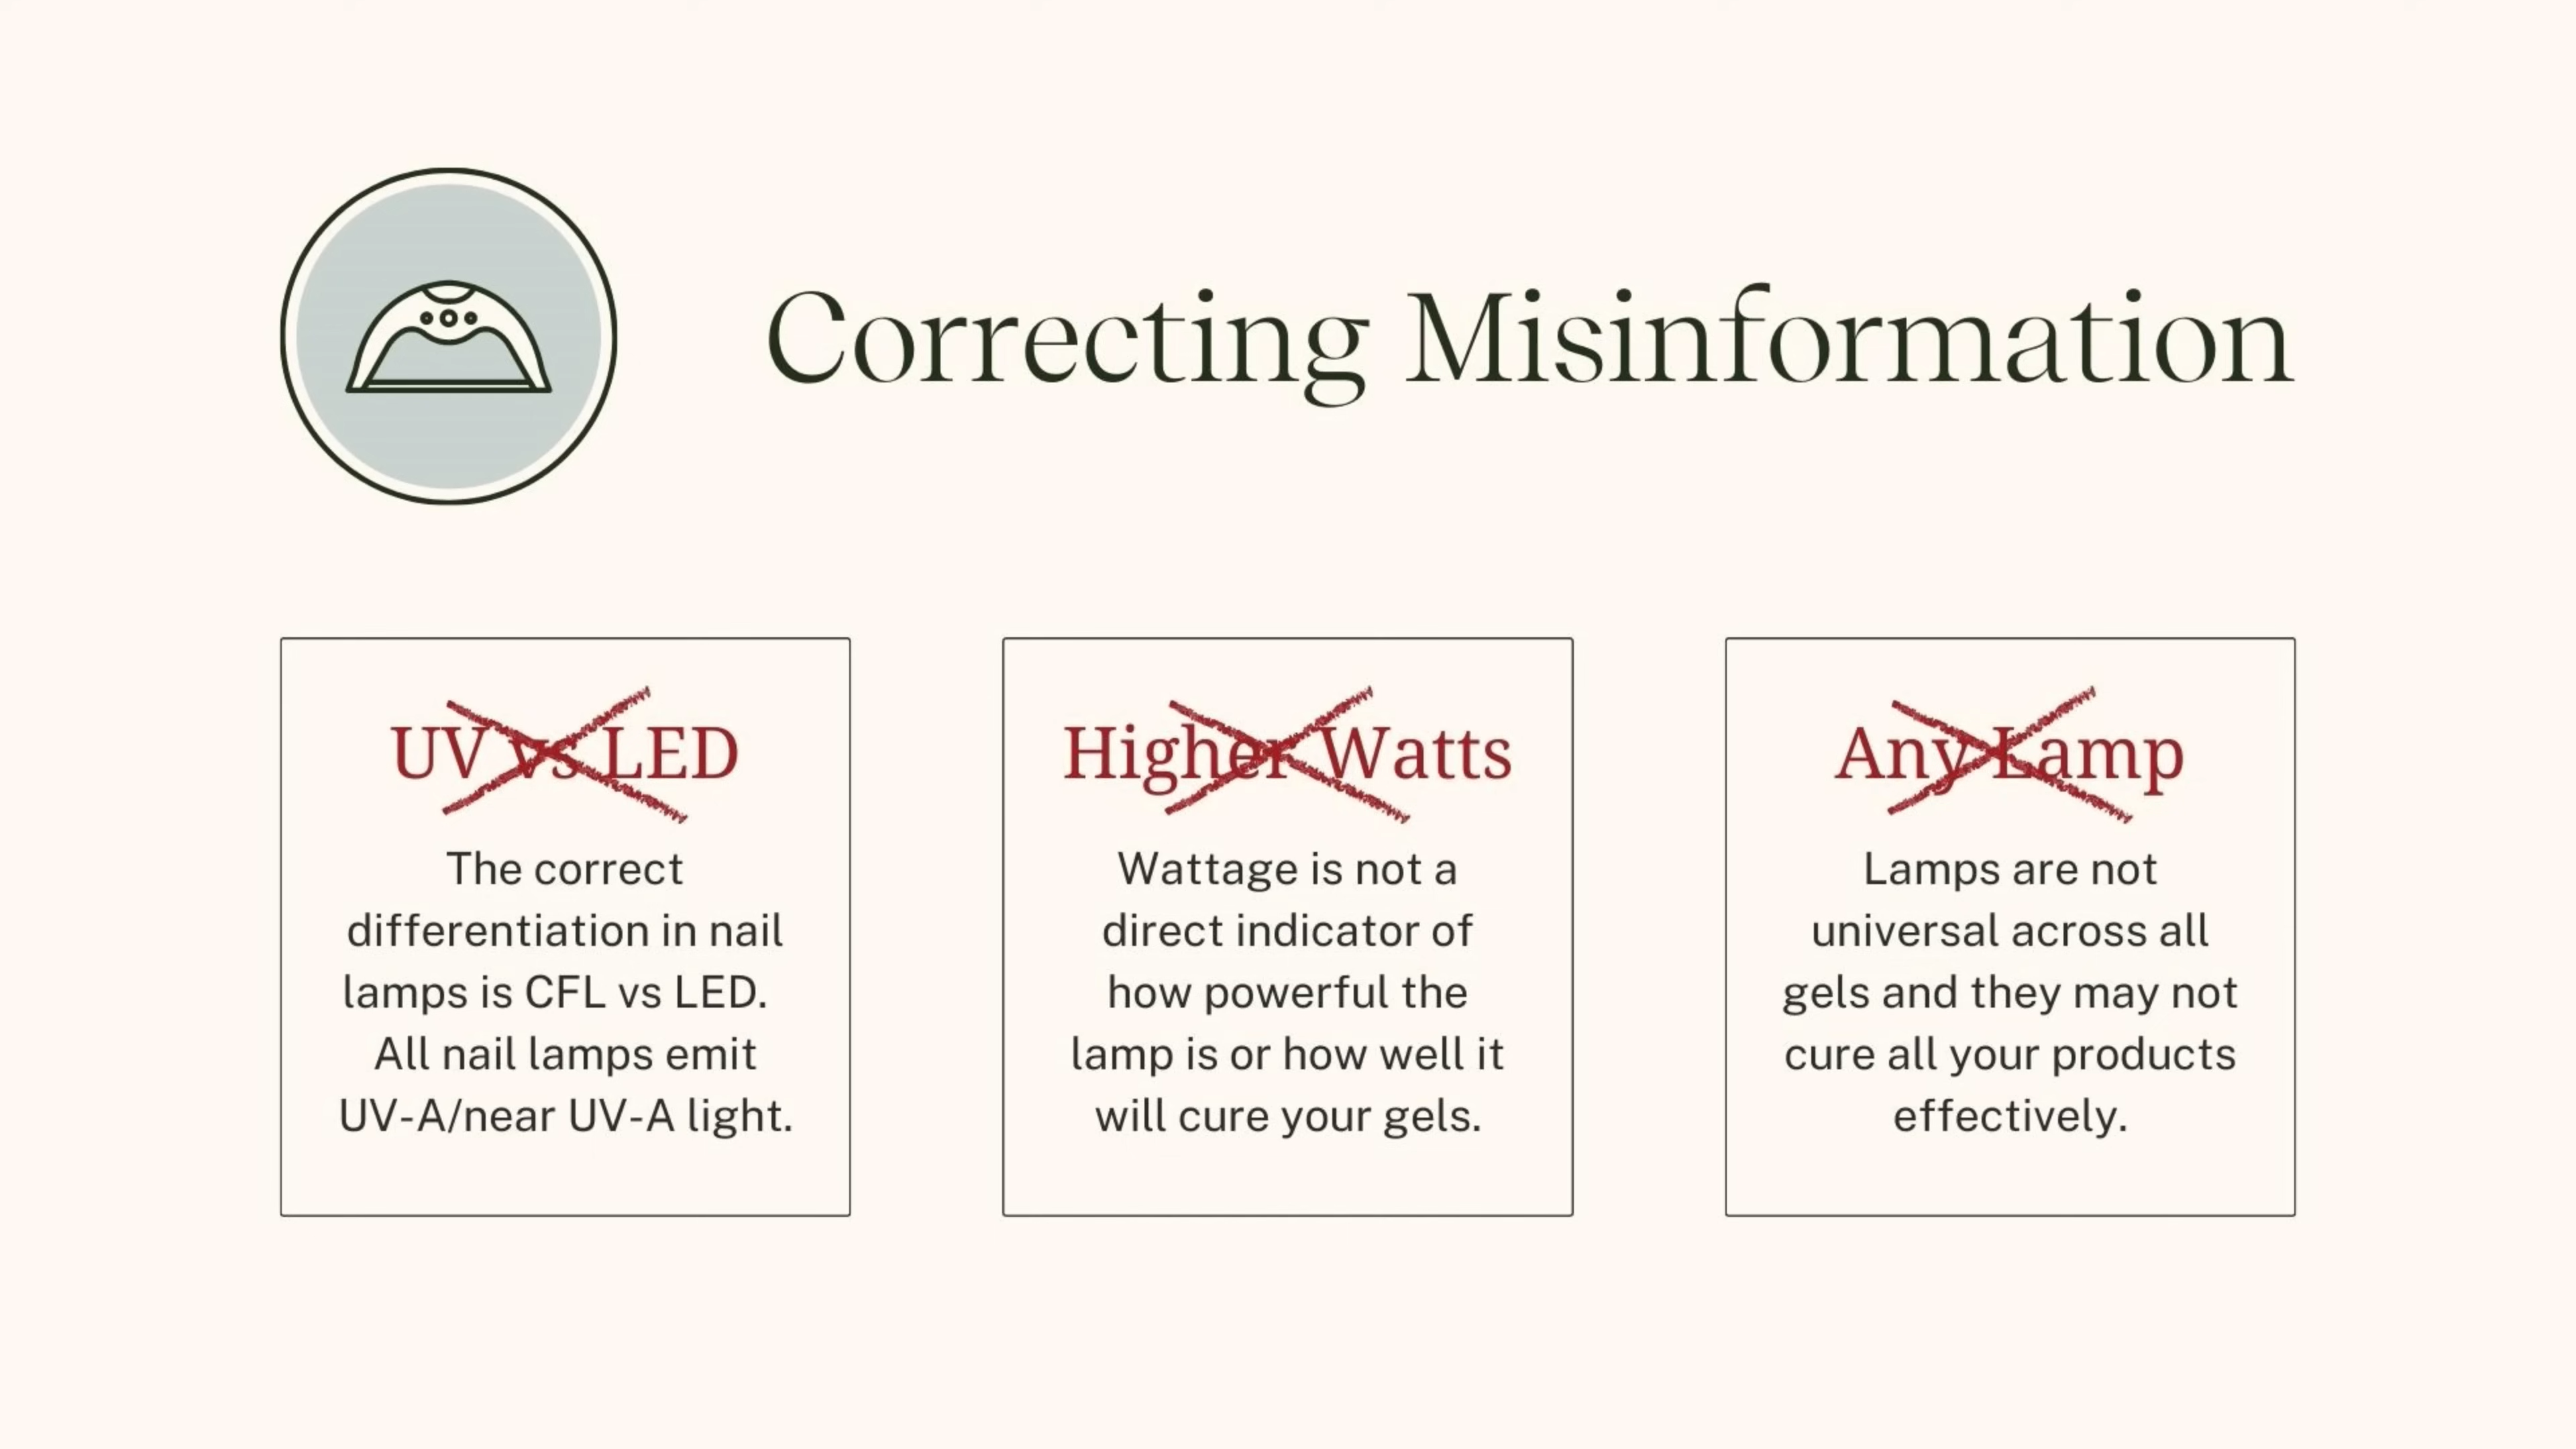 Correcting Misinformation
UV vs LED
The correct
differentiation in nail
lamps is CFL vs LED.
All nail lamps emit
UV-A/near UV-A light.
Higher Watts
Wattage is not a
direct indicator of
how powerful the
lamp is or how well it
will cure your gels.
Any Lamp
Lamps are not
universal across all
gels and they may not
cure all your products
effectively.